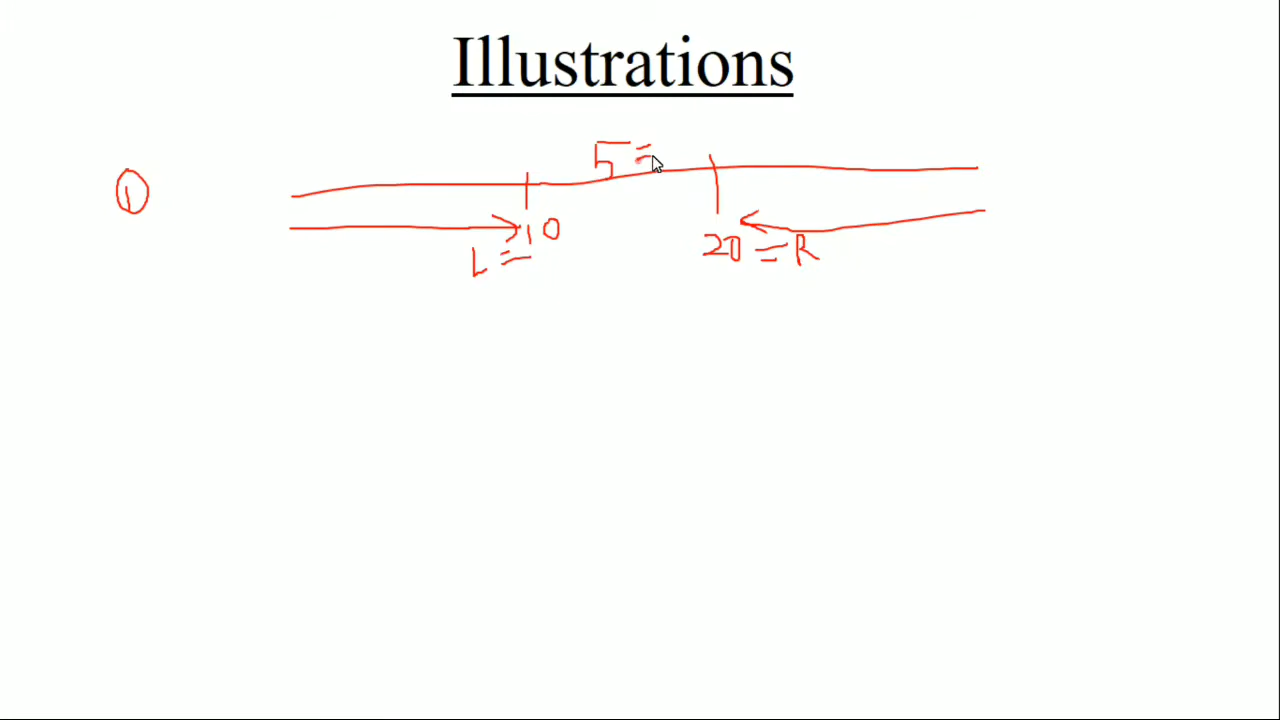 Illustrations
① 5 =
L = 10 20 = R